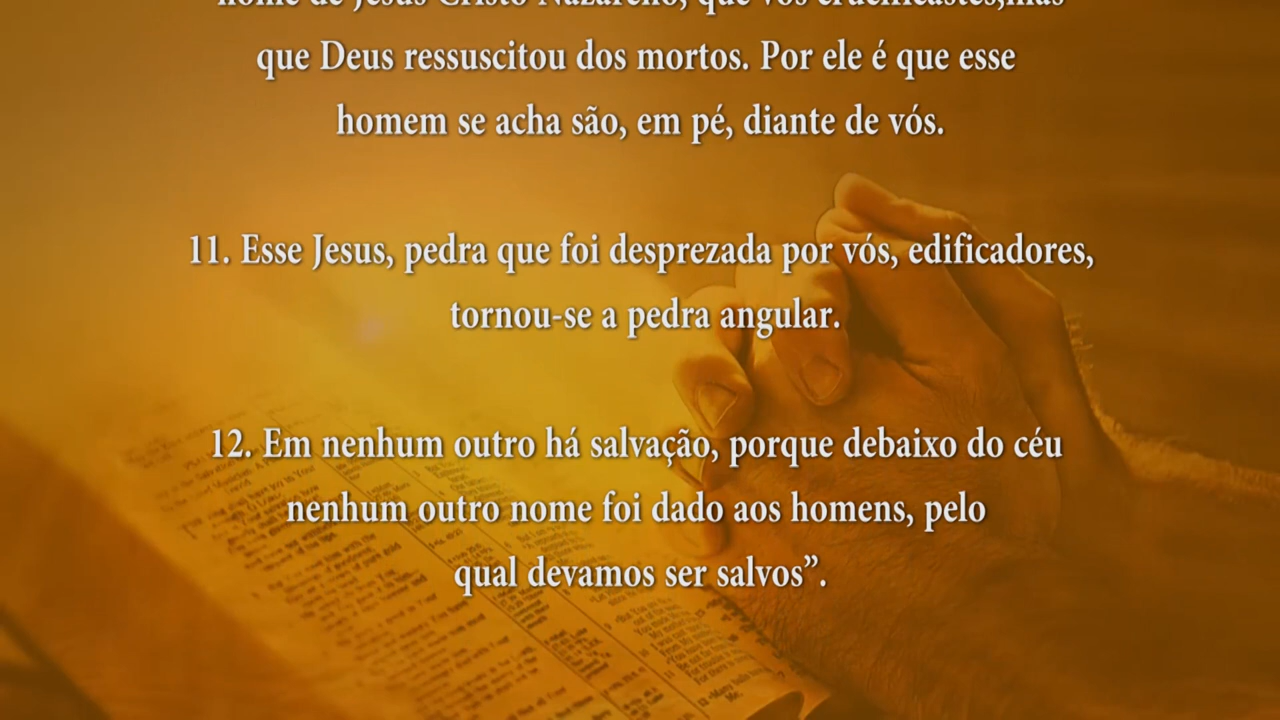 nome de Jesus Cristo Nazareno, que vós crucificastes,mas
que Deus ressuscitou dos mortos. Por ele é que esse
homem se acha são, em pé, diante de vós.
11. Esse Jesus, pedra que foi desprezada por vós, edificadores,
tornou-se a pedra angular.
12. Em nenhum outro há salvação, porque debaixo do céu
nenhum outro nome foi dado aos homens, pelo
qual devamos ser salvos”.